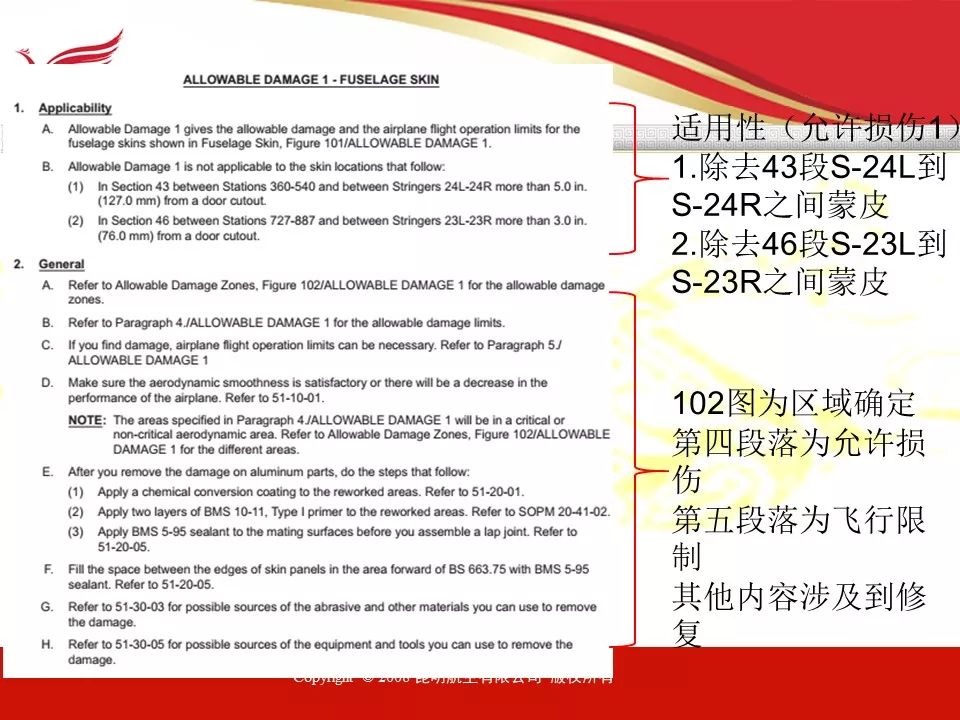 ALLOWABLE DAMAGE 1 - FUSELAGE SKIN
1. Applicability
A. Allowable Damage 1 gives the allowable damage and the airplane flight operation limits for the
fuselage skins shown in Fuselage Skin, Figure 101/ALLOWABLE DAMAGE 1.
B. Allowable Damage 1 is not applicable to the skin locations that follow:
(1) In Section 43 between Stations 360-540 and between Stringers 24L-24R more than 5.0 in.
(127.0 mm) from a door cutout.
(2) In Section 46 between Stations 727-887 and between Stringers 23L-23R more than 3.0 in.
(76.0 mm) from a door cutout.
2. General
A. Refer to Allowable Damage Zones, Figure 102/ALLOWABLE DAMAGE 1 for the allowable damage
zones.
B. Refer to Paragraph 4./ALLOWABLE DAMAGE 1 for the allowable damage limits.
C. If you find damage, airplane flight operation limits can be necessary. Refer to Paragraph 5./
ALLOWABLE DAMAGE 1
D. Make sure the aerodynamic smoothness is satisfactory or there will be a decrease in the
performance of the airplane. Refer to 51-10-01.
NOTE: The areas specified in Paragraph 4./ALLOWABLE DAMAGE 1 will be in a critical or
non-critical aerodynamic area. Refer to Allowable Damage Zones, Figure 102/ALLOWABLE
DAMAGE 1 for the different areas.
E. After you remove the damage on aluminum parts, do the steps that follow:
(1) Apply a chemical conversion coating to the reworked areas. Refer to 51-20-01.
(2) Apply two layers of BMS 10-11, Type I primer to the reworked areas. Refer to SOPM 20-41-02.
(3) Apply BMS 5-95 sealant to the mating surfaces before you assemble a lap joint. Refer to
51-20-05.
F. Fill the space between the edges of skin panels in the area forward of BS 663.75 with BMS 5-95
sealant. Refer to 51-20-05.
G. Refer to 51-30-03 for possible sources of the abrasive and other materials you can use to remove
the damage.
H. Refer to 51-30-05 for possible sources of the equipment and tools you can use to remove the
damage.
适用性（允许损伤1）
1.除去43段S-24L到
S-24R之间蒙皮
2.除去46段S-23L到
S-23R之间蒙皮
102图为区域确定
第四段落为允许损
伤
第五段落为飞行限
制
其他内容涉及到修
复
Copyright © 2008 昆明航空有限公司 版权所有